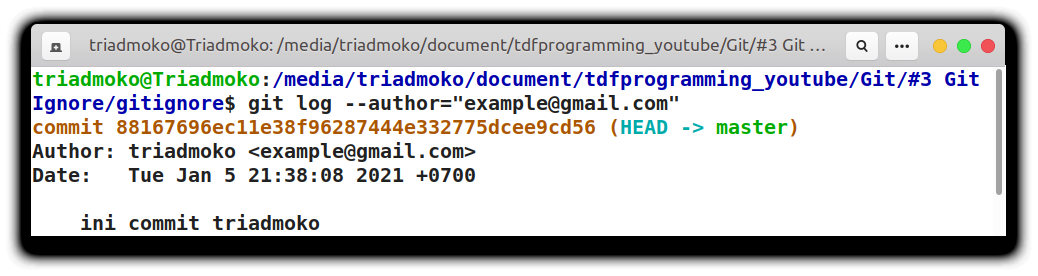 triadmoko@Triadmoko: /media/triadmoko/document/tdfprogramming_youtube/Git/#3 Git ...
triadmoko@Triadmoko:/media/triadmoko/document/tdfprogramming_youtube/Git/#3 Git
Ignore/gitignore$ git log --author="example@gmail.com"
commit 88167696ec11e38f96287444e332775dcee9cd56 (HEAD -> master)
Author: triadmoko <example@gmail.com>
Date:   Tue Jan 5 21:38:08 2021 +0700
    ini commit triadmoko